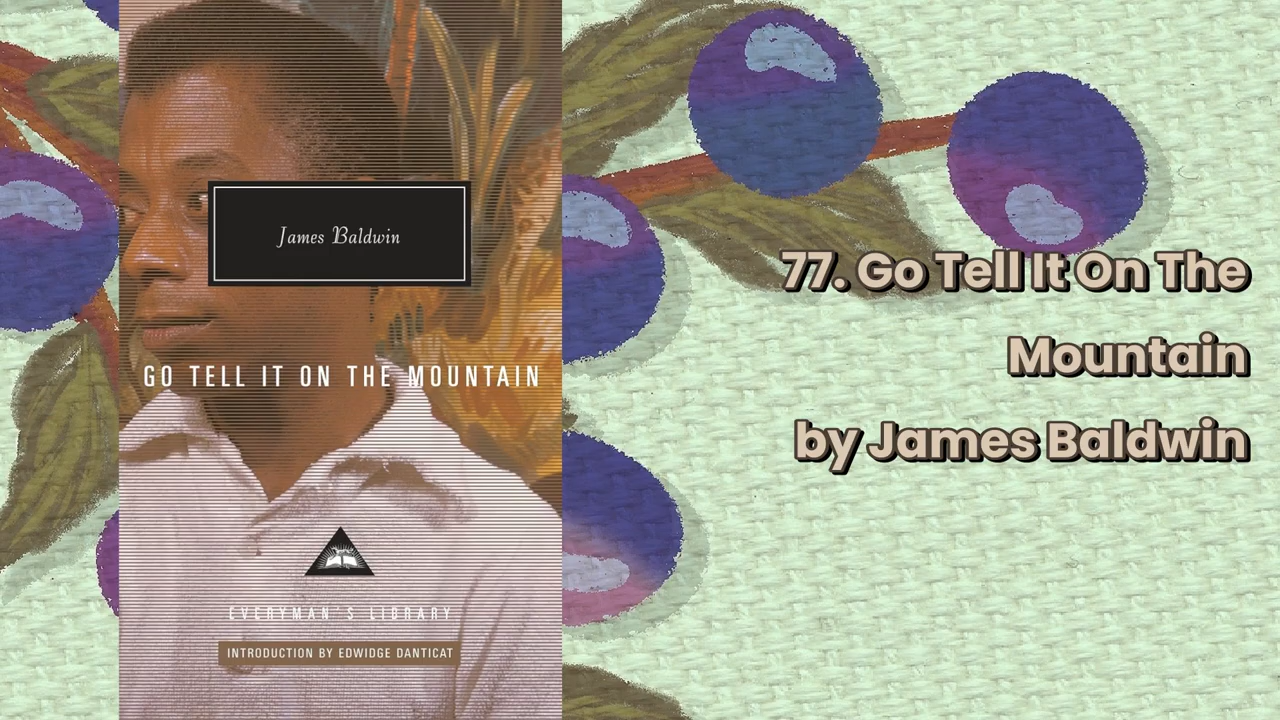 James Baldwin
GO TELL IT ON THE MOUNTAIN
EVERYMAN'S LIBRARY
INTRODUCTION BY EDWIDGE DANTICAT
77. Go Tell It On The
Mountain
by James Baldwin